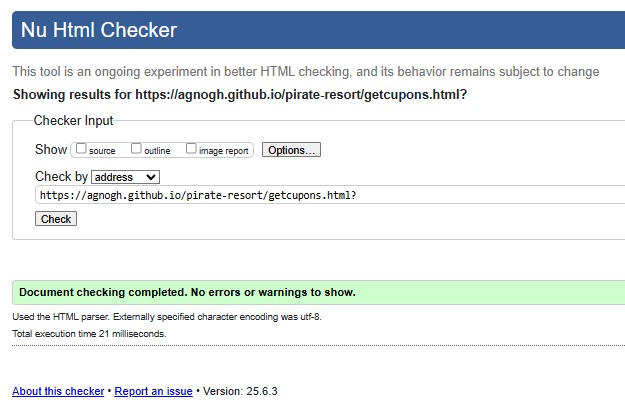 Nu Html Checker
This tool is an ongoing experiment in better HTML checking, and its behavior remains subject to change
Showing results for https://agnogh.github.io/pirate-resort/getcupons.html?
Checker Input
Show source outline image report Options...
Check by address
https://agnogh.github.io/pirate-resort/getcupons.html?
Check
Document checking completed. No errors or warnings to show.
Used the HTML parser. Externally specified character encoding was utf-8.
Total execution time 21 milliseconds.
About this checker • Report an issue • Version: 25.6.3